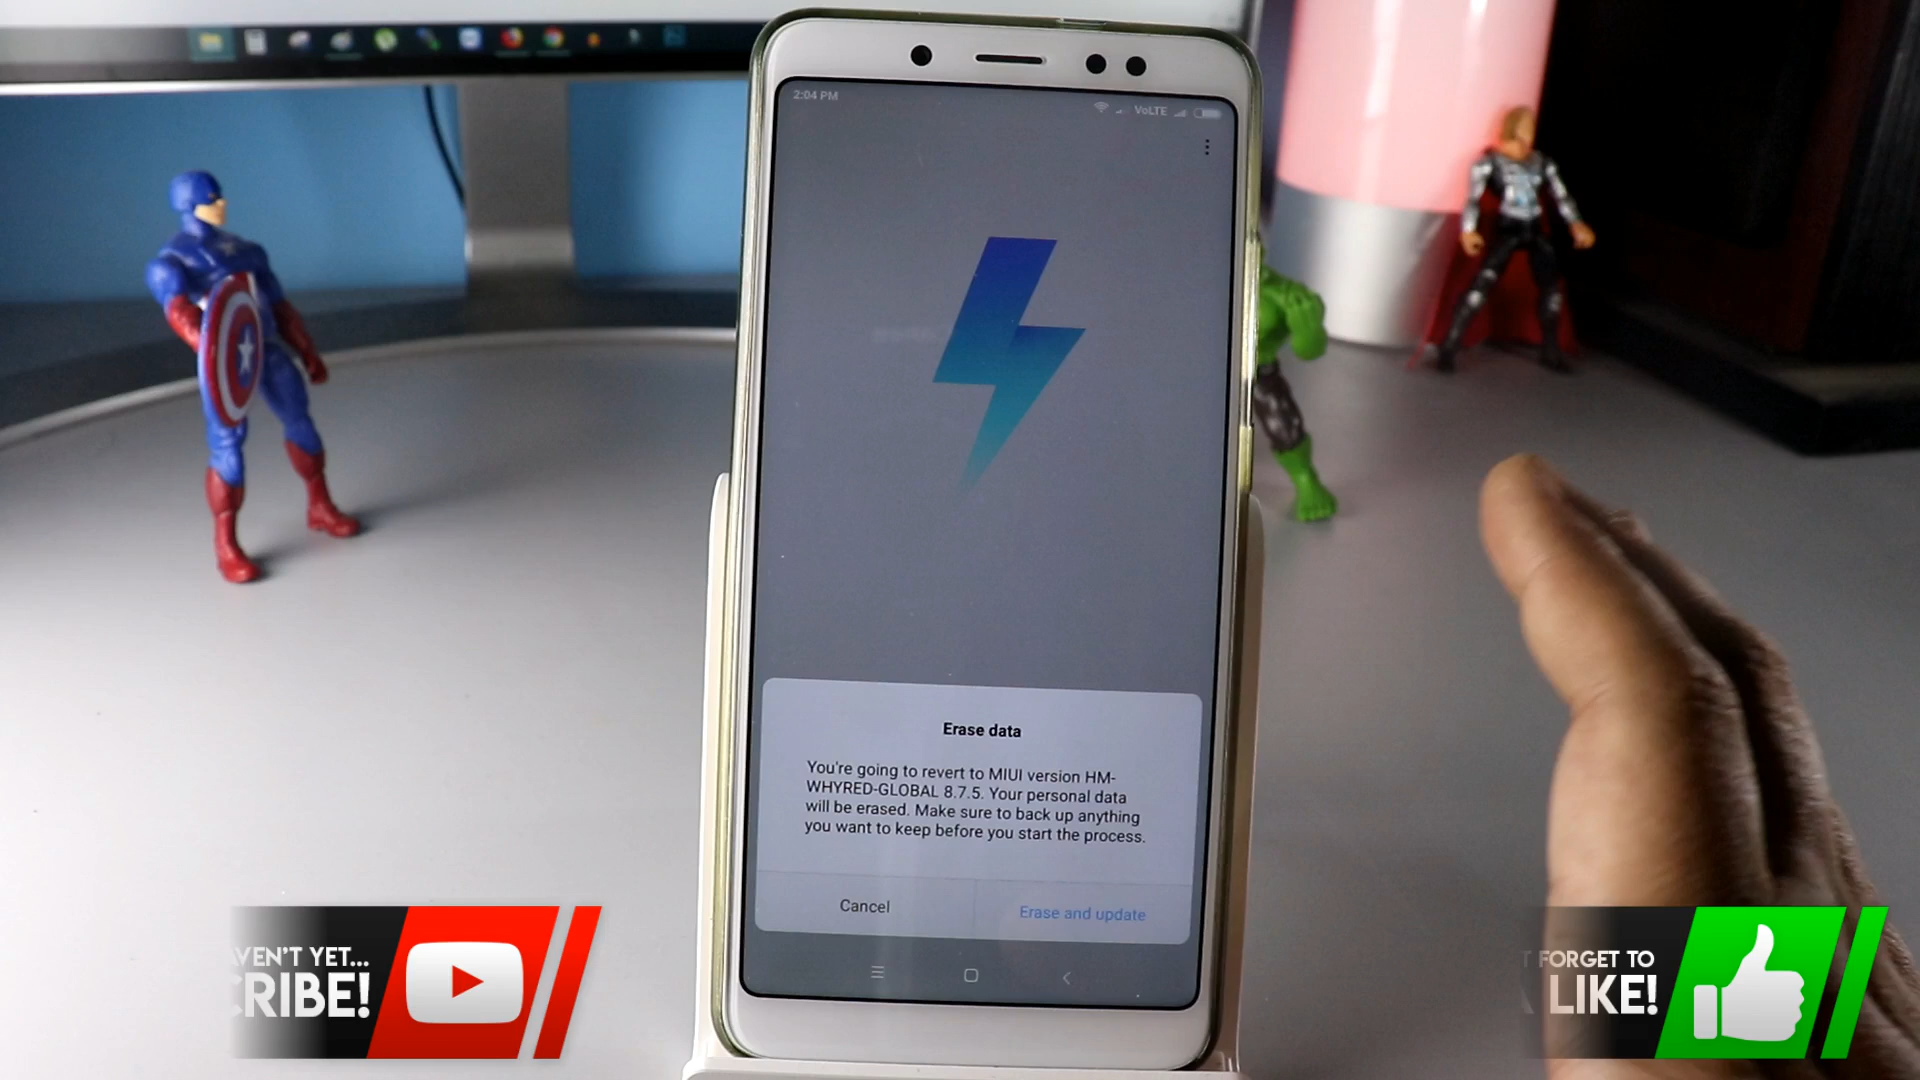 2:04 PM
VoLTE
Erase data
You're going to revert to MIUI version HM-
WHYRED-GLOBAL 8.7.5. Your personal data
will be erased. Make sure to back up anything
you want to keep before you start the process.
Cancel
Erase and update
AVEN'T YET...
CRIBE!
T FORGET TO
LIKE!